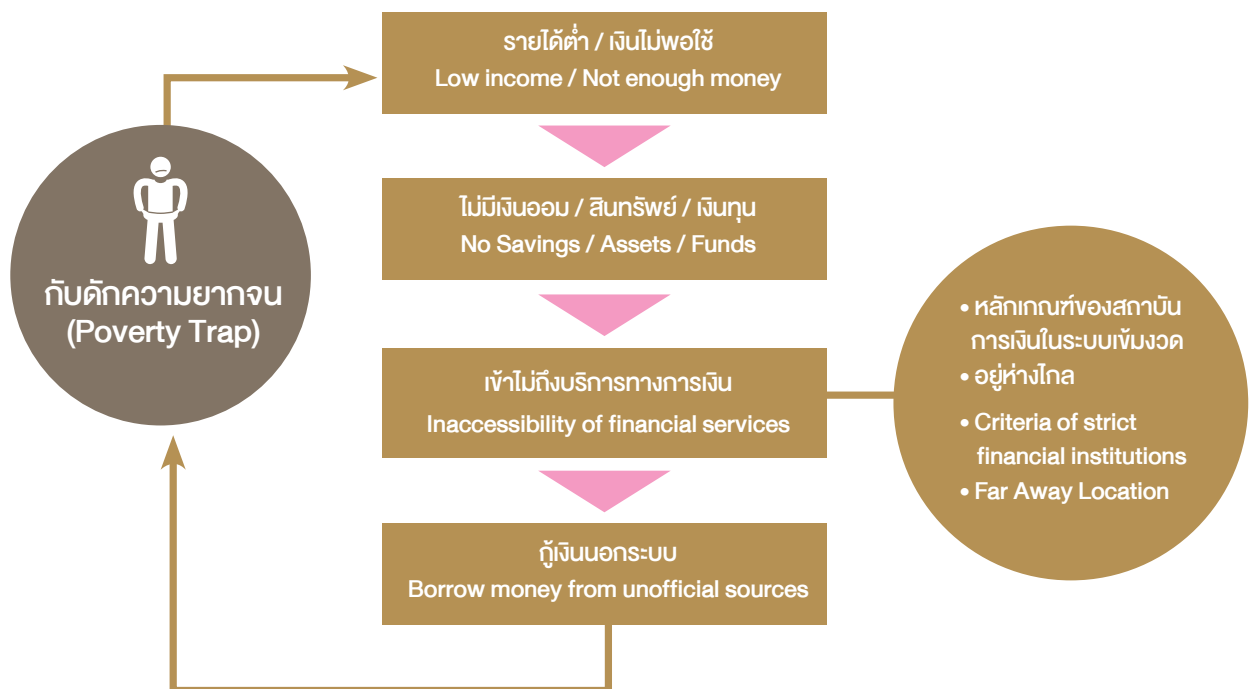 รายได้ต่ำ / เงินไม่พอใช้
Low income / Not enough money
ไม่มีเงินออม / สินทรัพย์ / เงินทุน
No Savings / Assets / Funds
เข้าไม่ถึงบริการทางการเงิน
Inaccessibility of financial services
กู้เงินนอกระบบ
Borrow money from unofficial sources
กับดักความยากจน
(Poverty Trap)
• หลักเกณฑ์ของสถาบัน
การเงินในระบบเข้มงวด
• อยู่ห่างไกล
• Criteria of strict
financial institutions
• Far Away Location